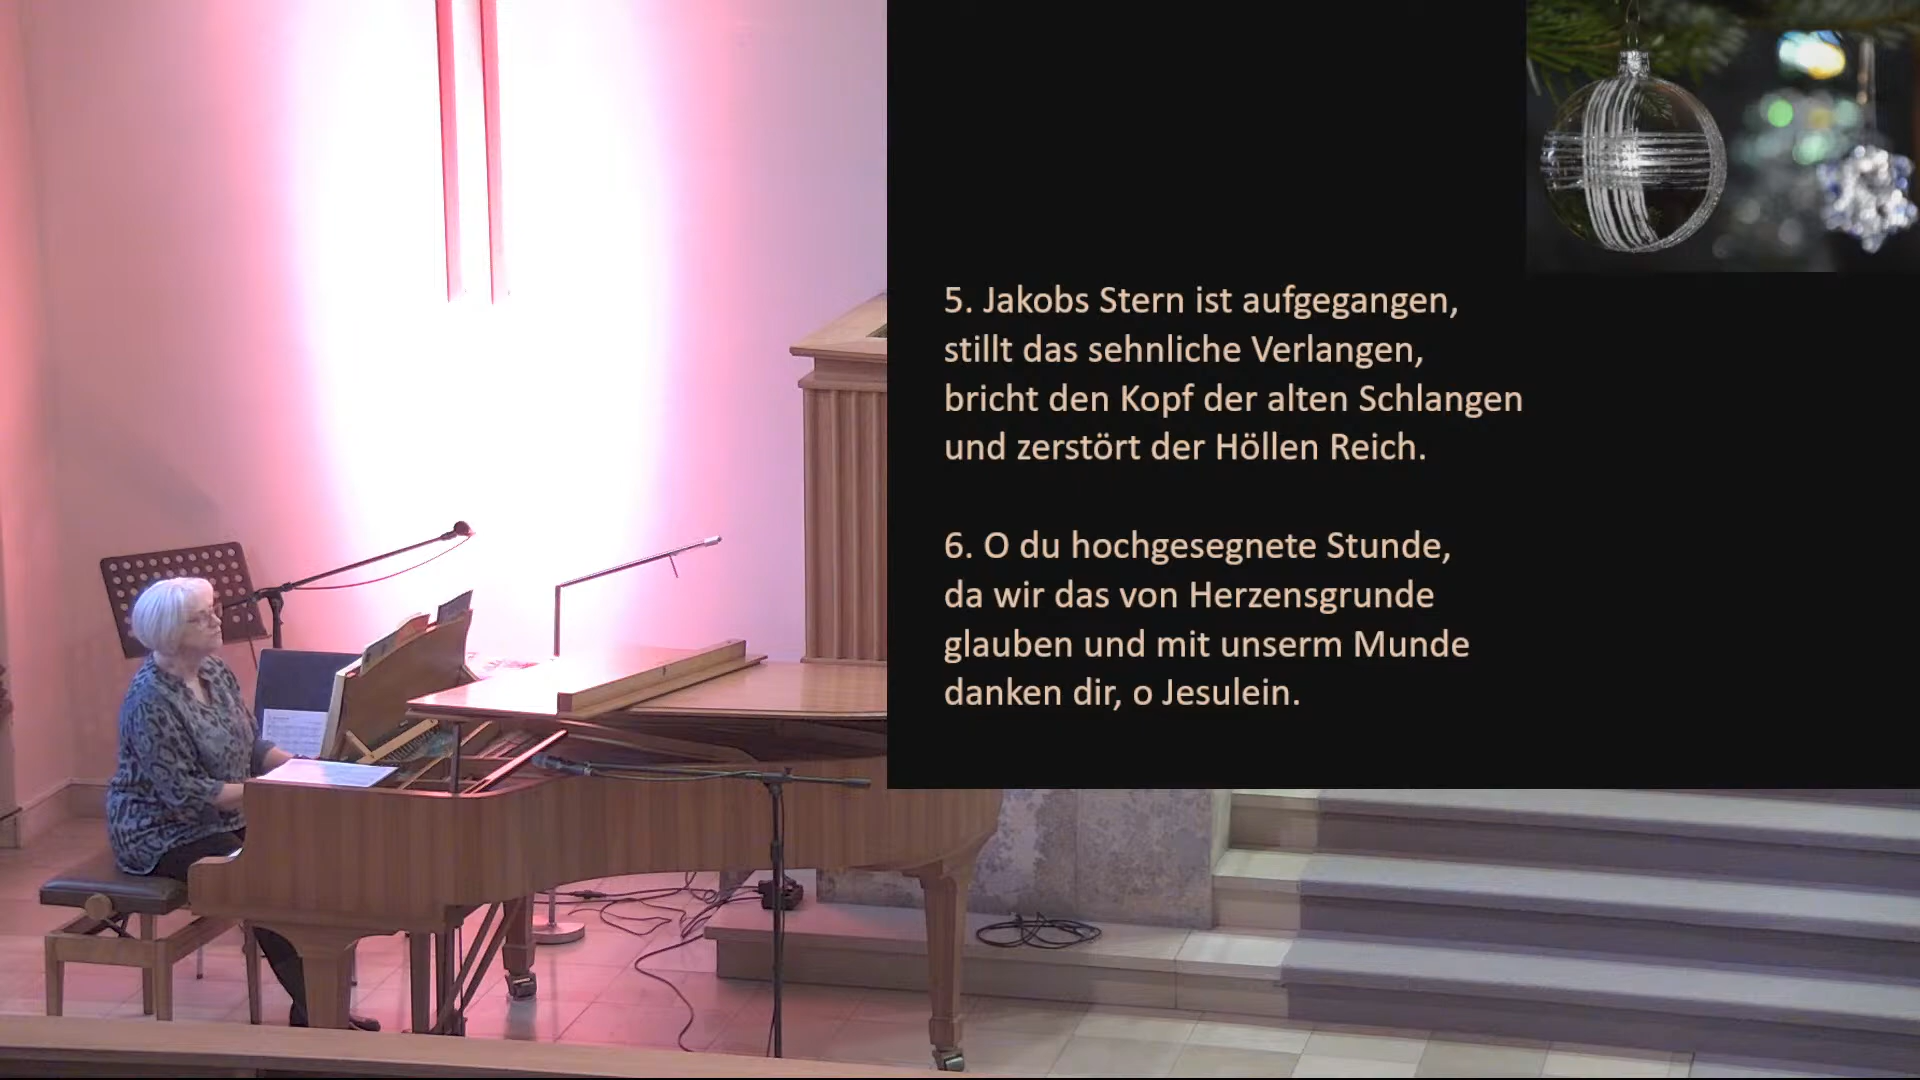 5. Jakobs Stern ist aufgegangen,
stillt das sehnliche Verlangen,
bricht den Kopf der alten Schlangen
und zerstört der Höllen Reich.
6. O du hochgesegnete Stunde,
da wir das von Herzensgrunde
glauben und mit unserm Munde
danken dir, o Jesulein.